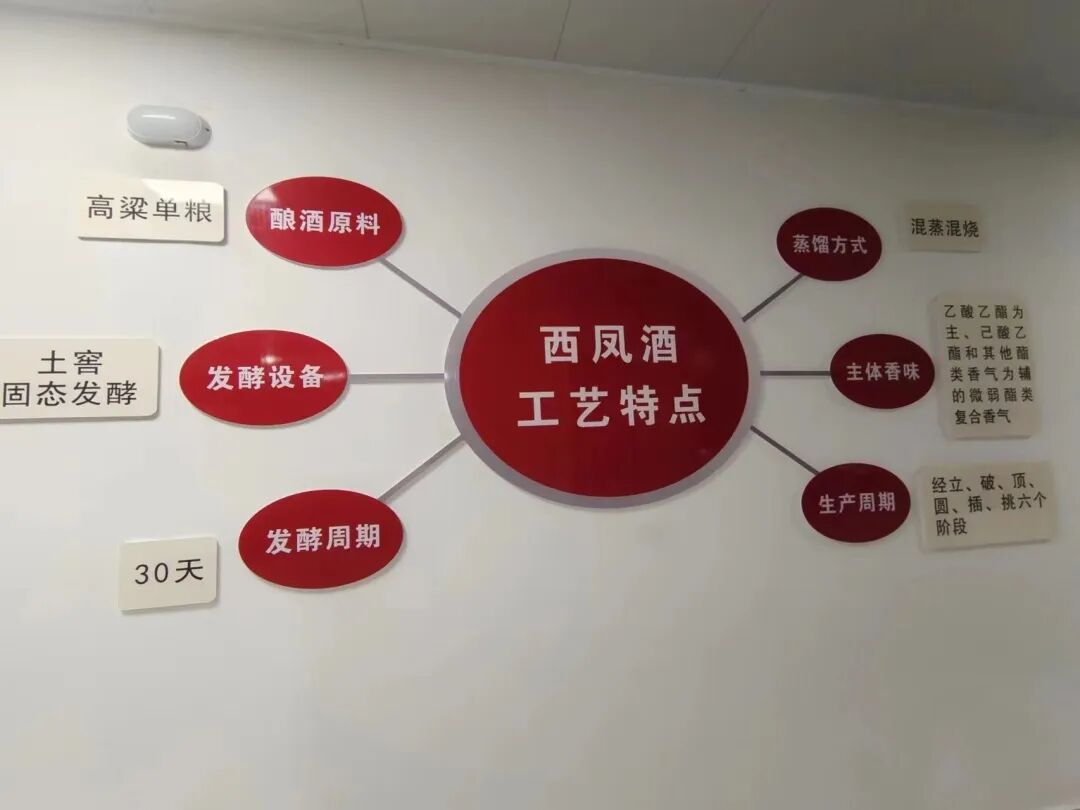 西凤酒
工艺特点
高粱单粮
酿酒原料
土窖
固态发酵
发酵设备
30天
发酵周期
蒸馏方式
混蒸混烧
主体香味
乙酸乙酯为
主、己酸乙
酯和其他酯
类香气为辅
的微弱酯类
复合香气
生产周期
经立、破、顶、
圆、插、挑六个
阶段